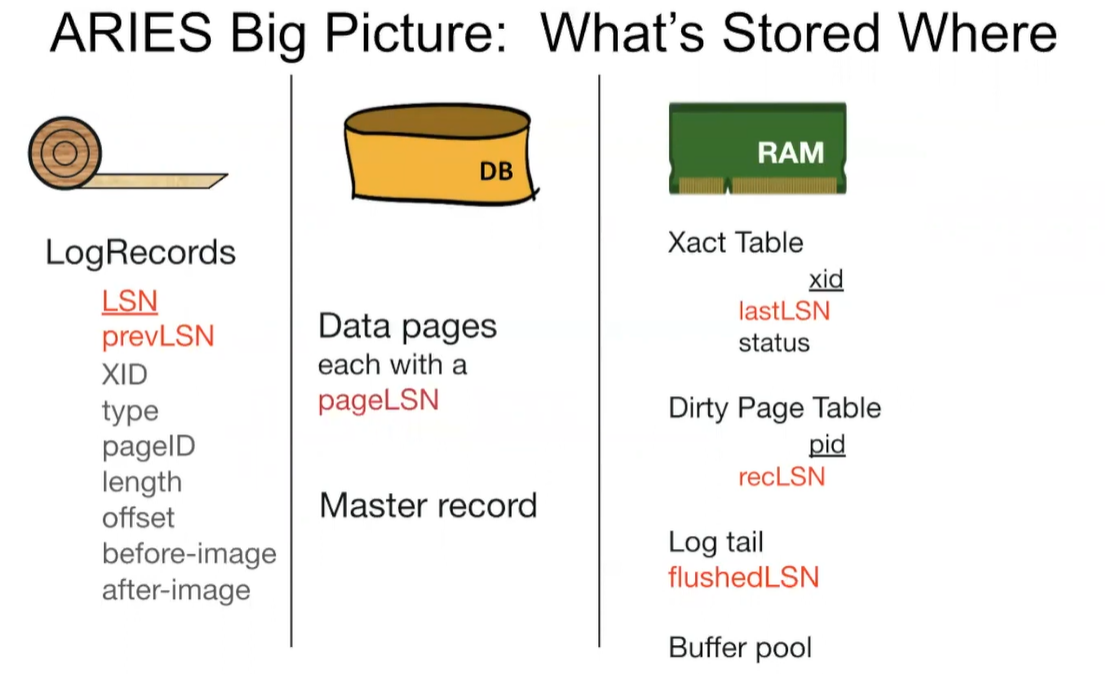 ARIES Big Picture: What's Stored Where
LogRecords
LSN
prevLSN
XID
type
pageID
length
offset
before-image
after-image
DB
Data pages
each with a
pageLSN
Master record
RAM
Xact Table
xid
lastLSN
status
Dirty Page Table
pid
recLSN
Log tail
flushedLSN
Buffer pool